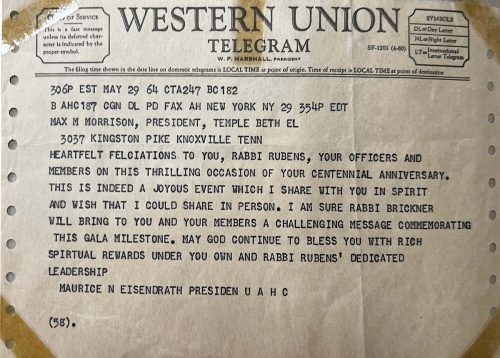 CLASS OF SERVICE
This is a fast message
unless its deferred char-
acter is indicated by the
proper symbol.
WESTERN UNION
TELEGRAM
W. P. MARSHALL, PRESIDENT
SF-1201 (4-60)
SYMBOLS
DL=Day Letter
NL=Night Letter
LT=International Letter Telegram
The filing time shown in the date line on domestic telegrams is LOCAL TIME at point of origin. Time of receipt is LOCAL TIME at point of destination
306P EST MAY 29 64 CTA247 BC182
B AHC187 CGN DL PD FAX AH NEW YORK NY 29 354P EDT
MAX M MORRISON, PRESIDENT, TEMPLE BETH EL
3037 KINGSTON PIKE KNOXVILLE TENN
HEARTFELT FELCIATIONS TO YOU, RABBI RUBENS, YOUR OFFICERS AND
MEMBERS ON THIS THRILLING OCCASION OF YOUR CENTENNIAL ANNIVERSARY.
THIS IS INDEED A JOYOUS EVENT WHICH I SHARE WITH YOU IN SPIRIT
AND WISH THAT I COULD SHARE IN PERSON. I AM SURE RABBI BRICKNER
WILL BRING TO YOU AND YOUR MEMBERS A CHALLENGING MESSAGE COMMEMORATING
THIS GALA MILESTONE. MAY GOD CONTINUE TO BLESS YOU WITH RICH
SPIRTUAL REWARDS UNDER YOU OWN AND RABBI RUBENS' DEDICATED
LEADERSHIP
MAURICE N EISENDRATH PRESIDEN U A H C
(58).